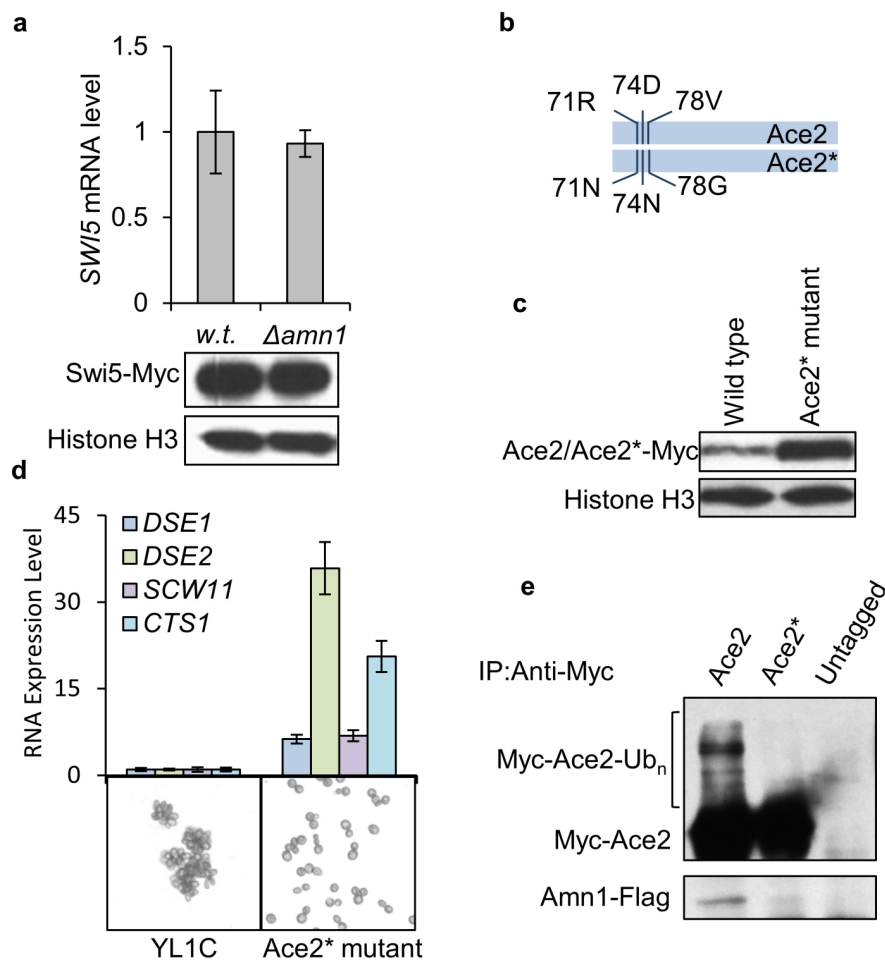 a
1.5
1
0.5
0
SWI5 mRNA level
w.t. Δamn1
Swi5-Myc
Histone H3
b
71R 74D 78V
Ace2
Ace2*
71N 74N 78G
c
Wild type
Ace2* mutant
Ace2/Ace2*-Myc
Histone H3
d
45
30
15
0
RNA Expression Level
DSE1
DSE2
SCW11
CTS1
YL1C Ace2* mutant
e
IP:Anti-Myc
Ace2 Ace2* Untagged
Myc-Ace2-Ubn
Myc-Ace2
Amn1-Flag